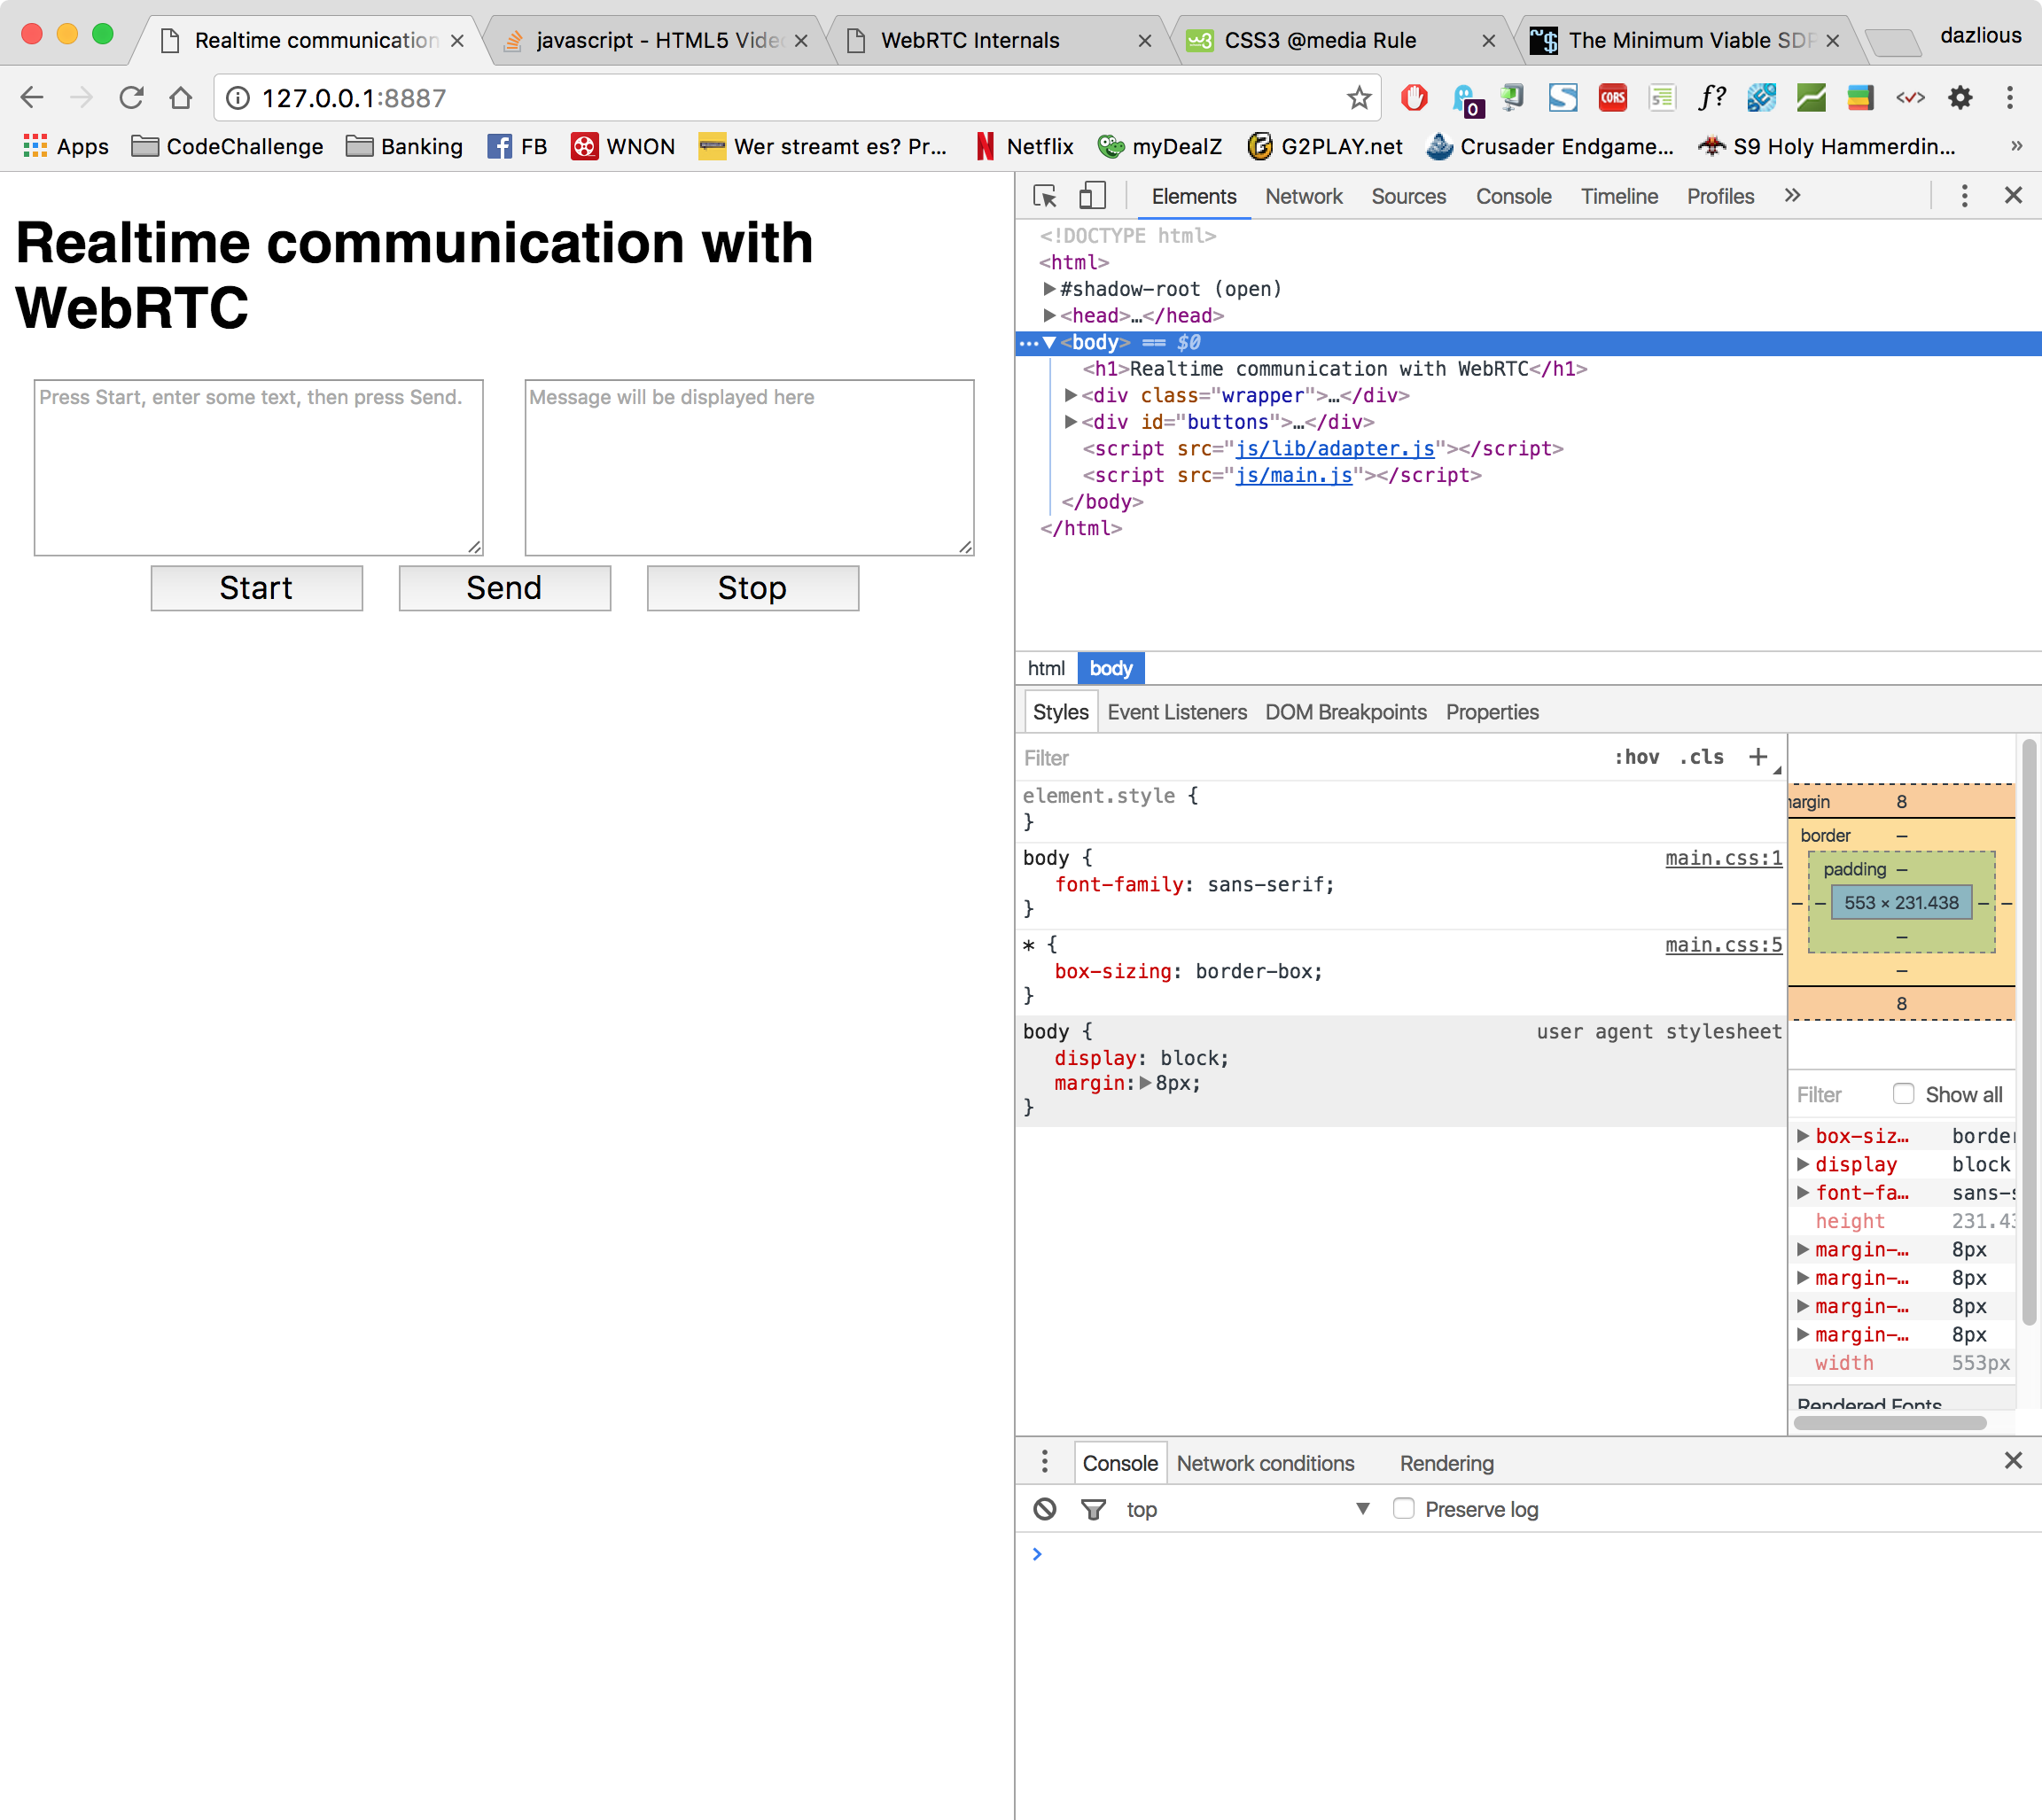 Realtime communication
javascript - HTML5 Vide
WebRTC Internals
CSS3 @media Rule
The Minimum Viable SDP
dazlious
127.0.0.1:8887
0
CORS
f?
Apps
CodeChallenge
Banking
FB
WNON
Wer streamt es? Pr...
Netflix
myDealZ
G2PLAY.net
Crusader Endgame...
S9 Holy Hammerdin...
»
Realtime communication with
WebRTC
Press Start, enter some text, then press Send.
Message will be displayed here
Start
Send
Stop
Elements
Network
Sources
Console
Timeline
Profiles
<!DOCTYPE html>
<html>
#shadow-root (open)
<head>…</head>
<body> == $0
<h1>Realtime communication with WebRTC</h1>
<div class="wrapper">…</div>
<div id="buttons">…</div>
<script src="js/lib/adapter.js"></script>
<script src="js/main.js"></script>
</body>
</html>
html
body
Styles
Event Listeners
DOM Breakpoints
Properties
Filter
:hov
.cls
+
element.style {
}
body {
main.css:1
font-family: sans-serif;
}
* {
main.css:5
box-sizing: border-box;
}
body {
user agent stylesheet
display: block;
margin: 8px;
}
argin
8
border
–
padding
–
553 × 231.438
–
–
8
Filter
Show all
box-siz…
border
display
block
font-fa…
sans-s
height
231.43
margin-…
8px
margin-…
8px
margin-…
8px
margin-…
8px
width
553px
Rendered Fonts
Console
Network conditions
Rendering
top
Preserve log
>